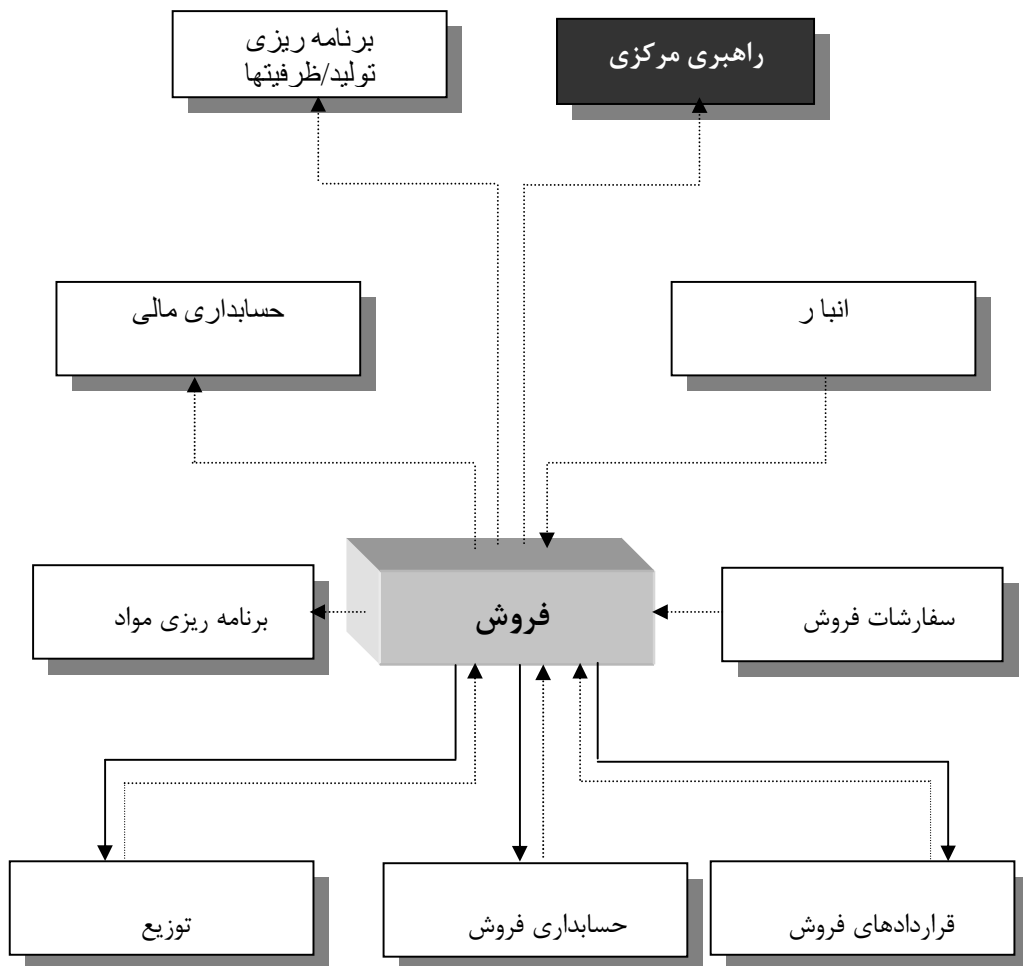 راهبری مرکزی
برنامه ریزی
تولید/ظرفیتها
انبا ر
حسابداری مالی
سفارشات فروش
فروش
برنامه ریزی مواد
قراردادهای فروش
حسابداری فروش
توزیع